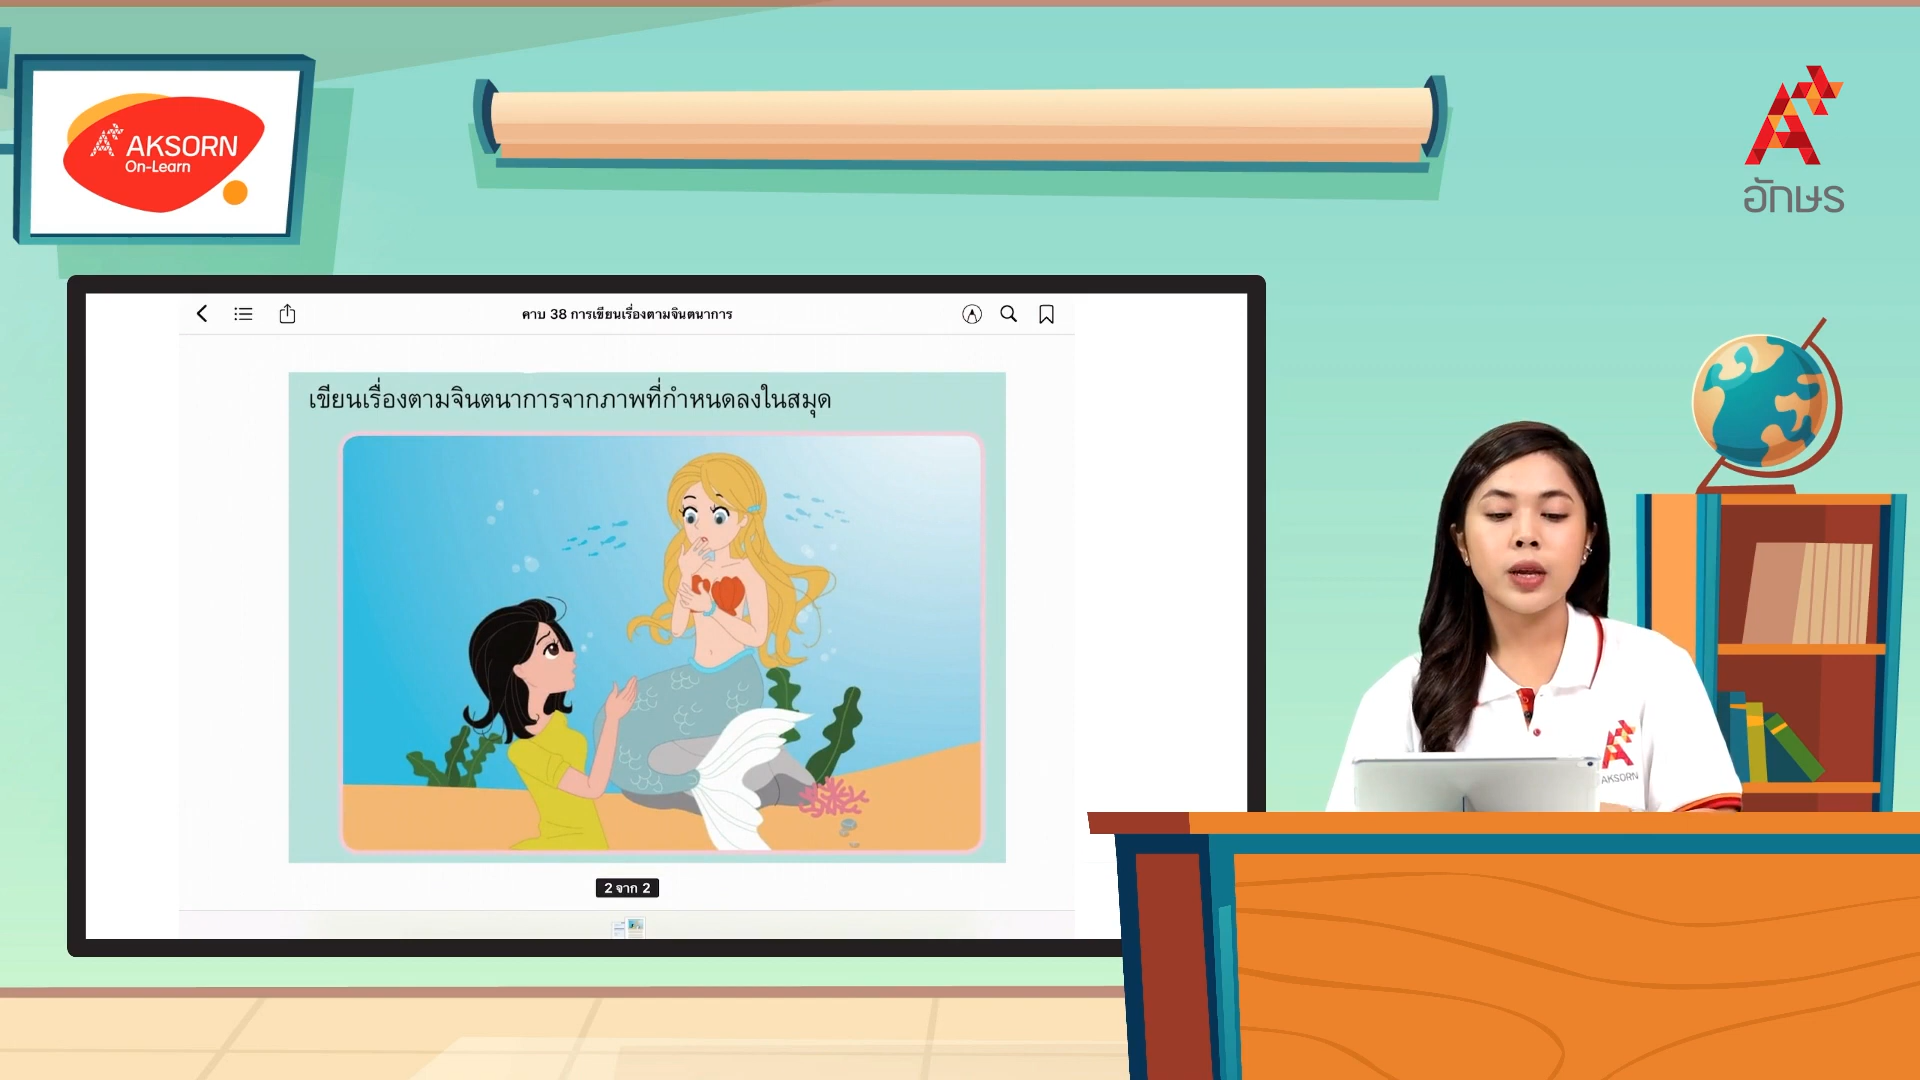 AKSORN
On-Learn
อักษร
คาบ 38 การเขียนเรื่องตามจินตนาการ
เขียนเรื่องตามจินตนาการจากภาพที่กำหนดลงในสมุด
2 จาก 2
AKSORN